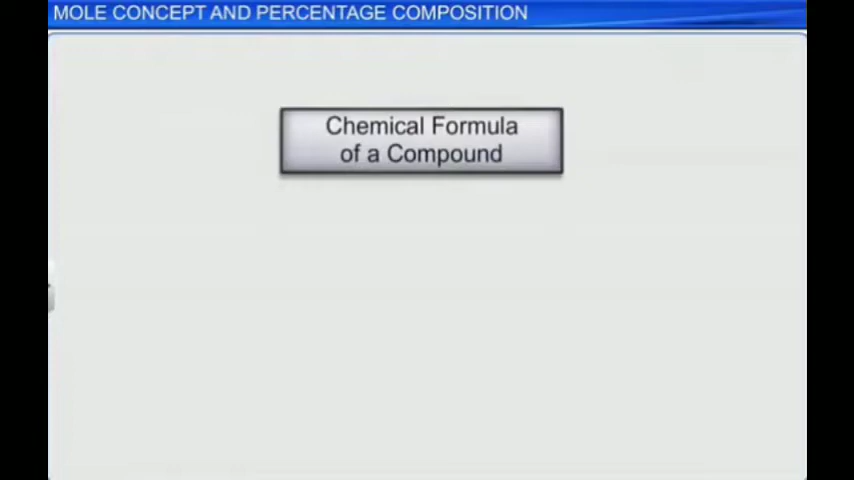 MOLE CONCEPT AND PERCENTAGE COMPOSITION
Chemical Formula
of a Compound